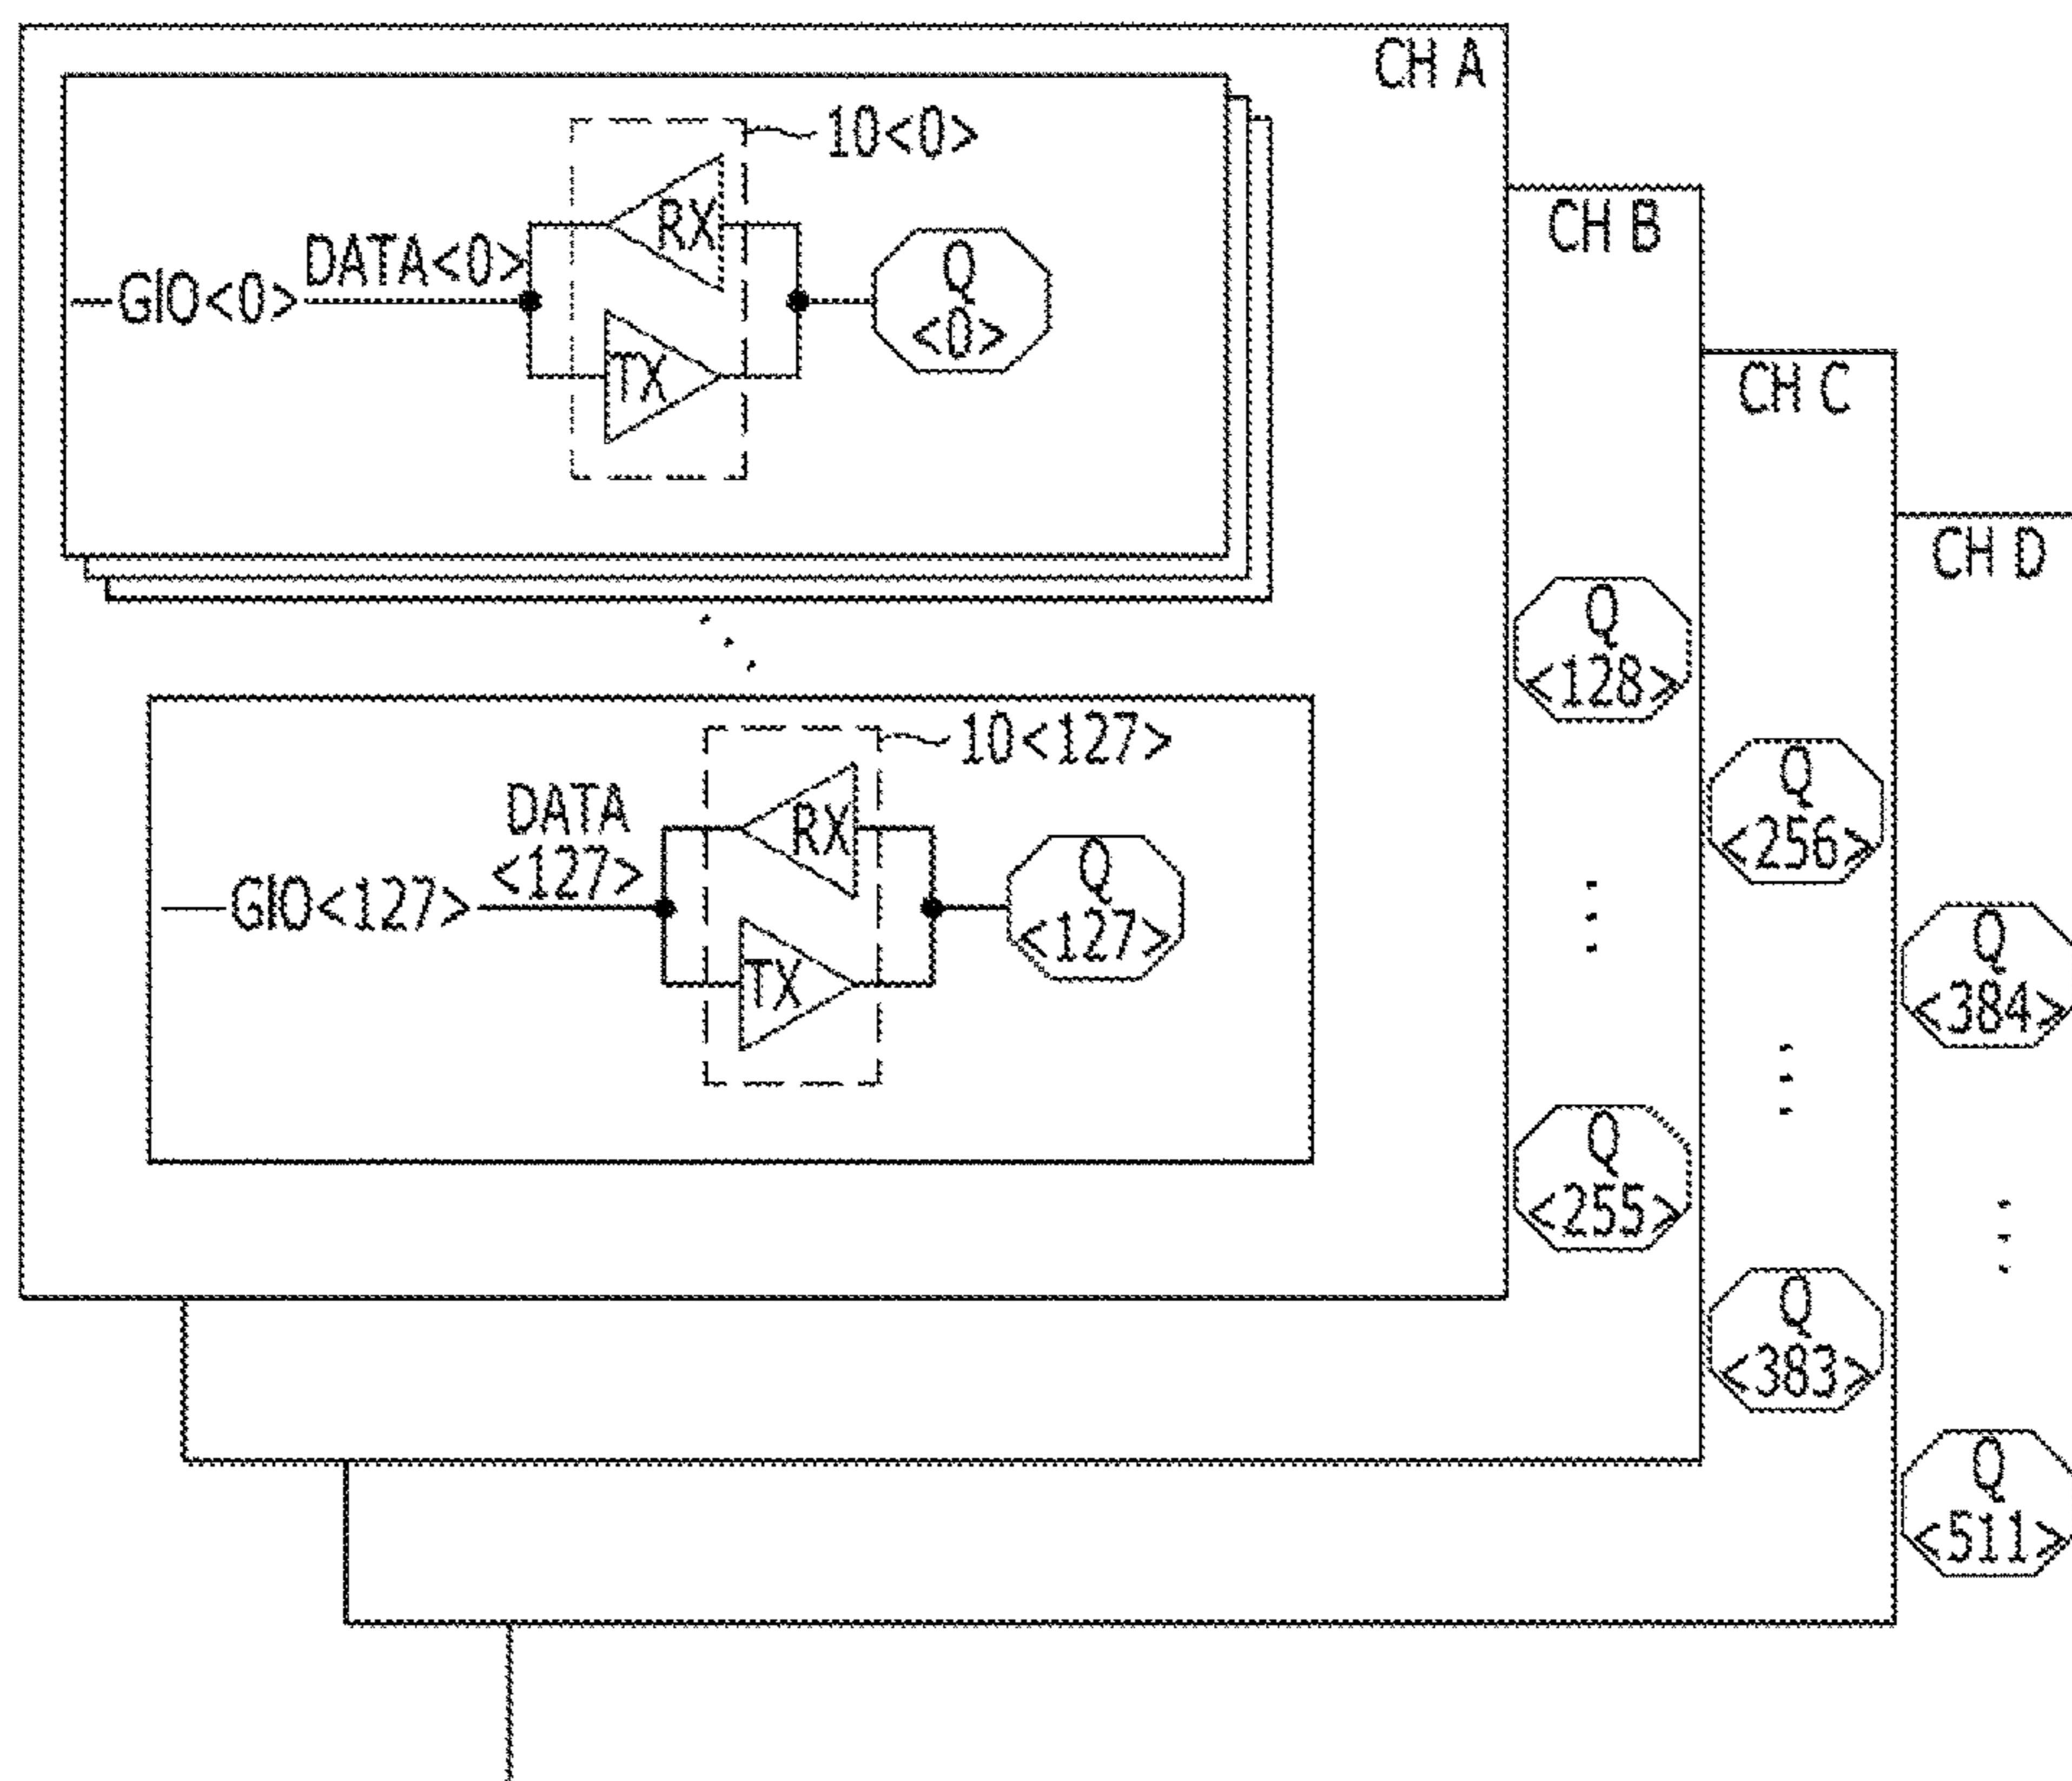 CH A
10<0>
RX
DATA<0>
GIO<0>
Q
<0>
TX
CH B
CH C
CH D
10<127>
RX
DATA
<127>
GIO<127>
Q
<127>
TX
Q
<128>
Q
<255>
Q
<256>
Q
<383>
Q
<384>
Q
<511>